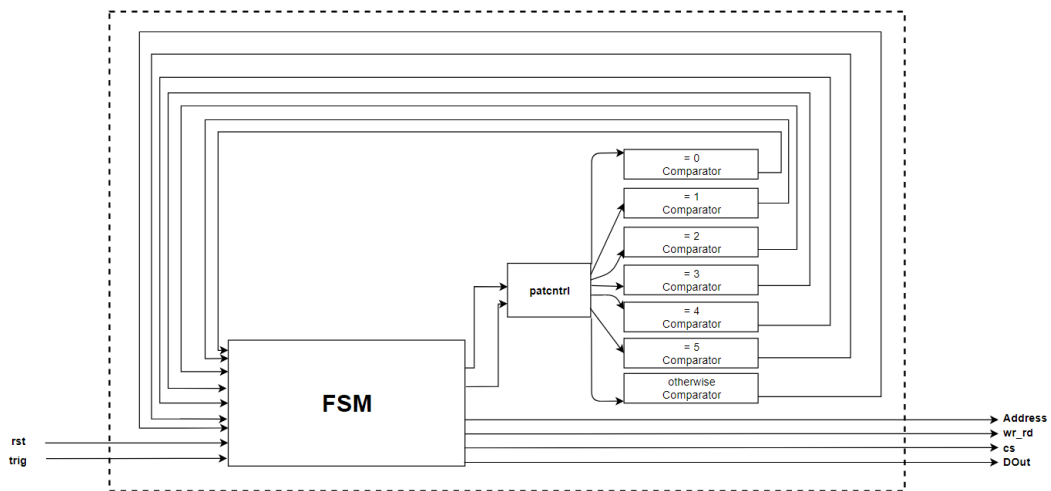 = 0
Comparator
= 1
Comparator
= 2
Comparator
= 3
Comparator
patcntrl
= 4
Comparator
= 5
Comparator
otherwise
Comparator
FSM
Address
wr_rd
cs
DOut
rst
trig